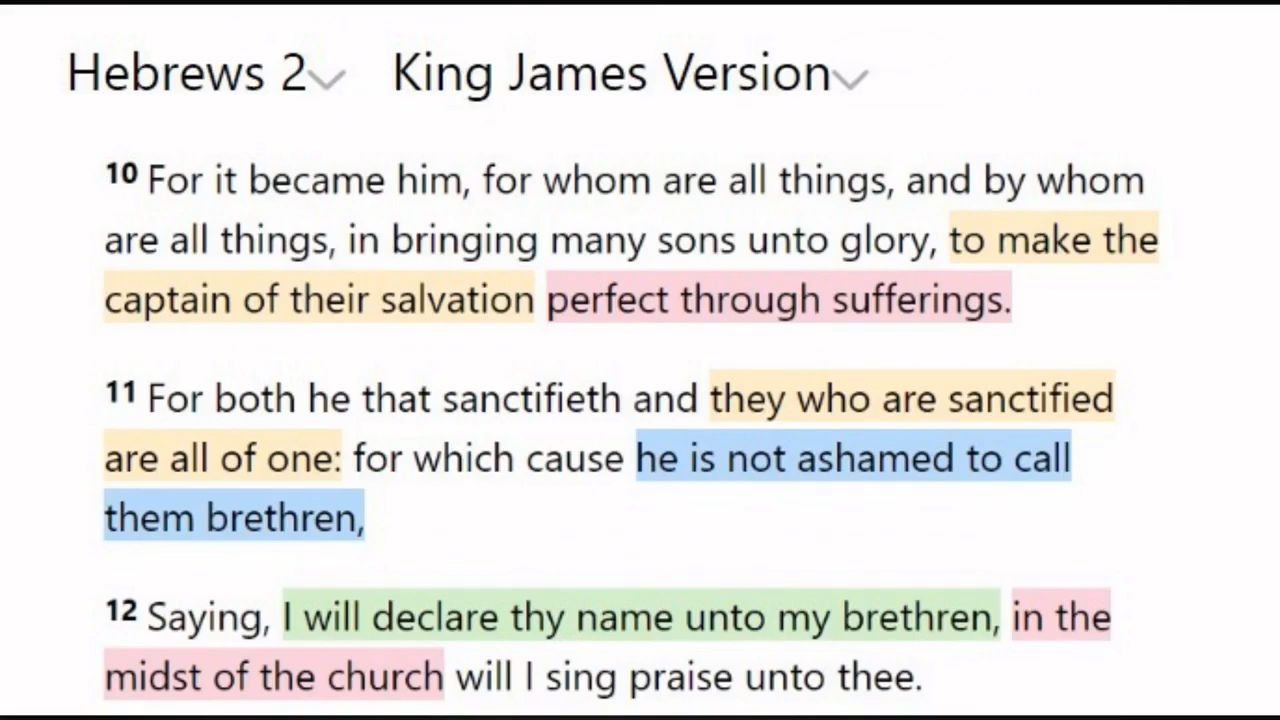 Hebrews 2 King James Version
10 For it became him, for whom are all things, and by whom
are all things, in bringing many sons unto glory, to make the
captain of their salvation perfect through sufferings.
11 For both he that sanctifieth and they who are sanctified
are all of one: for which cause he is not ashamed to call
them brethren,
12 Saying, I will declare thy name unto my brethren, in the
midst of the church will I sing praise unto thee.